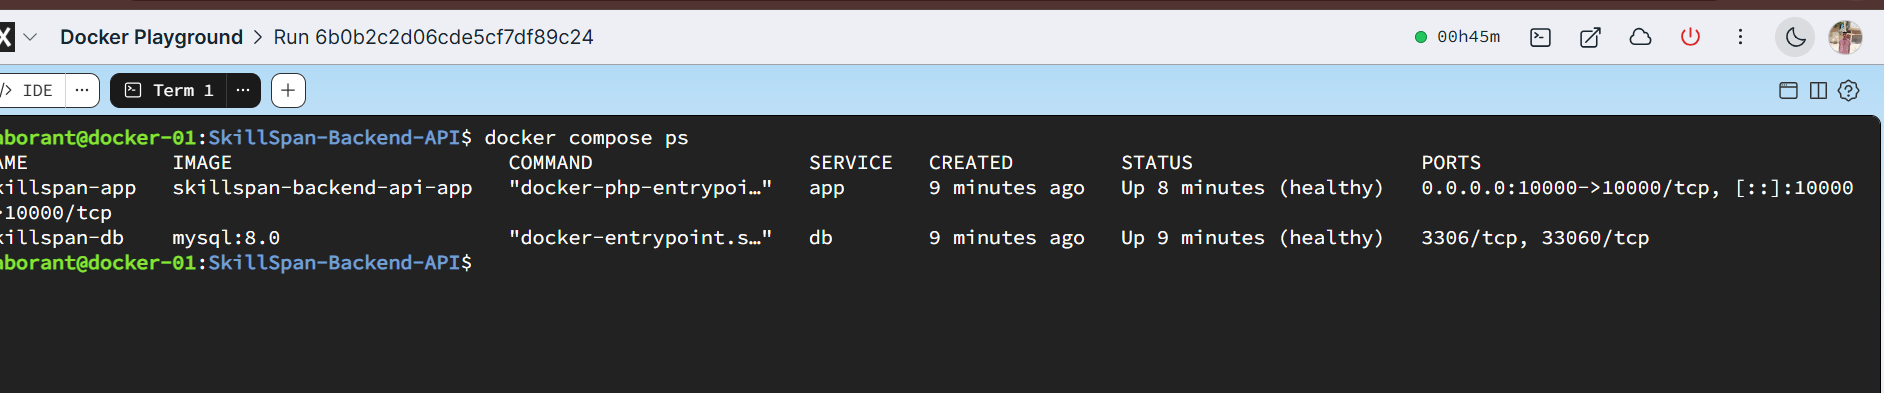 Docker Playground > Run 6b0b2c2d06cde5cf7df89c24 00h45m
IDE ... Term 1 ... +
aborant@docker-01:SkillSpan-Backend-API$ docker compose ps
AME IMAGE COMMAND SERVICE CREATED STATUS PORTS
killspan-app skillspan-backend-api-app "docker-php-entrypoi…" app 9 minutes ago Up 8 minutes (healthy) 0.0.0.0:10000->10000/tcp, [::]:10000
>10000/tcp
killspan-db mysql:8.0 "docker-entrypoint.s…" db 9 minutes ago Up 9 minutes (healthy) 3306/tcp, 33060/tcp
aborant@docker-01:SkillSpan-Backend-API$